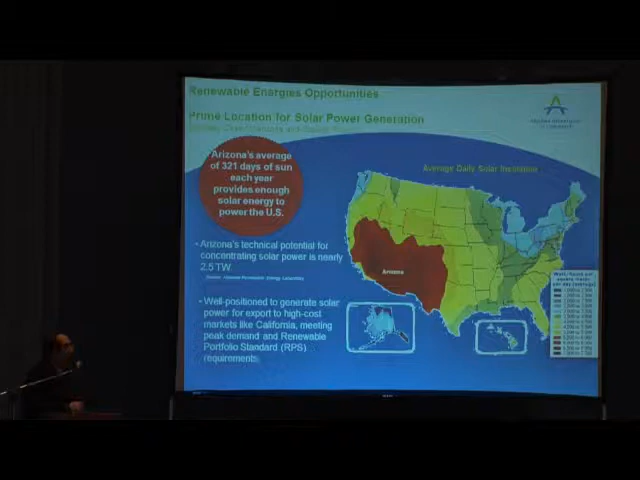 Renewable Energies Opportunities
Prime Location for Solar Power Generation
Arizona's average
of 321 days of sun
each year
provides enough
solar energy to
power the U.S.
Average Daily Solar Insolation
• Arizona's technical potential for
concentrating solar power is nearly
2.5 TW
Arizona
• Well-positioned to generate solar
power for export to high-cost
markets like California, meeting
peak demand and Renewable
Portfolio Standard (RPS)
requirements